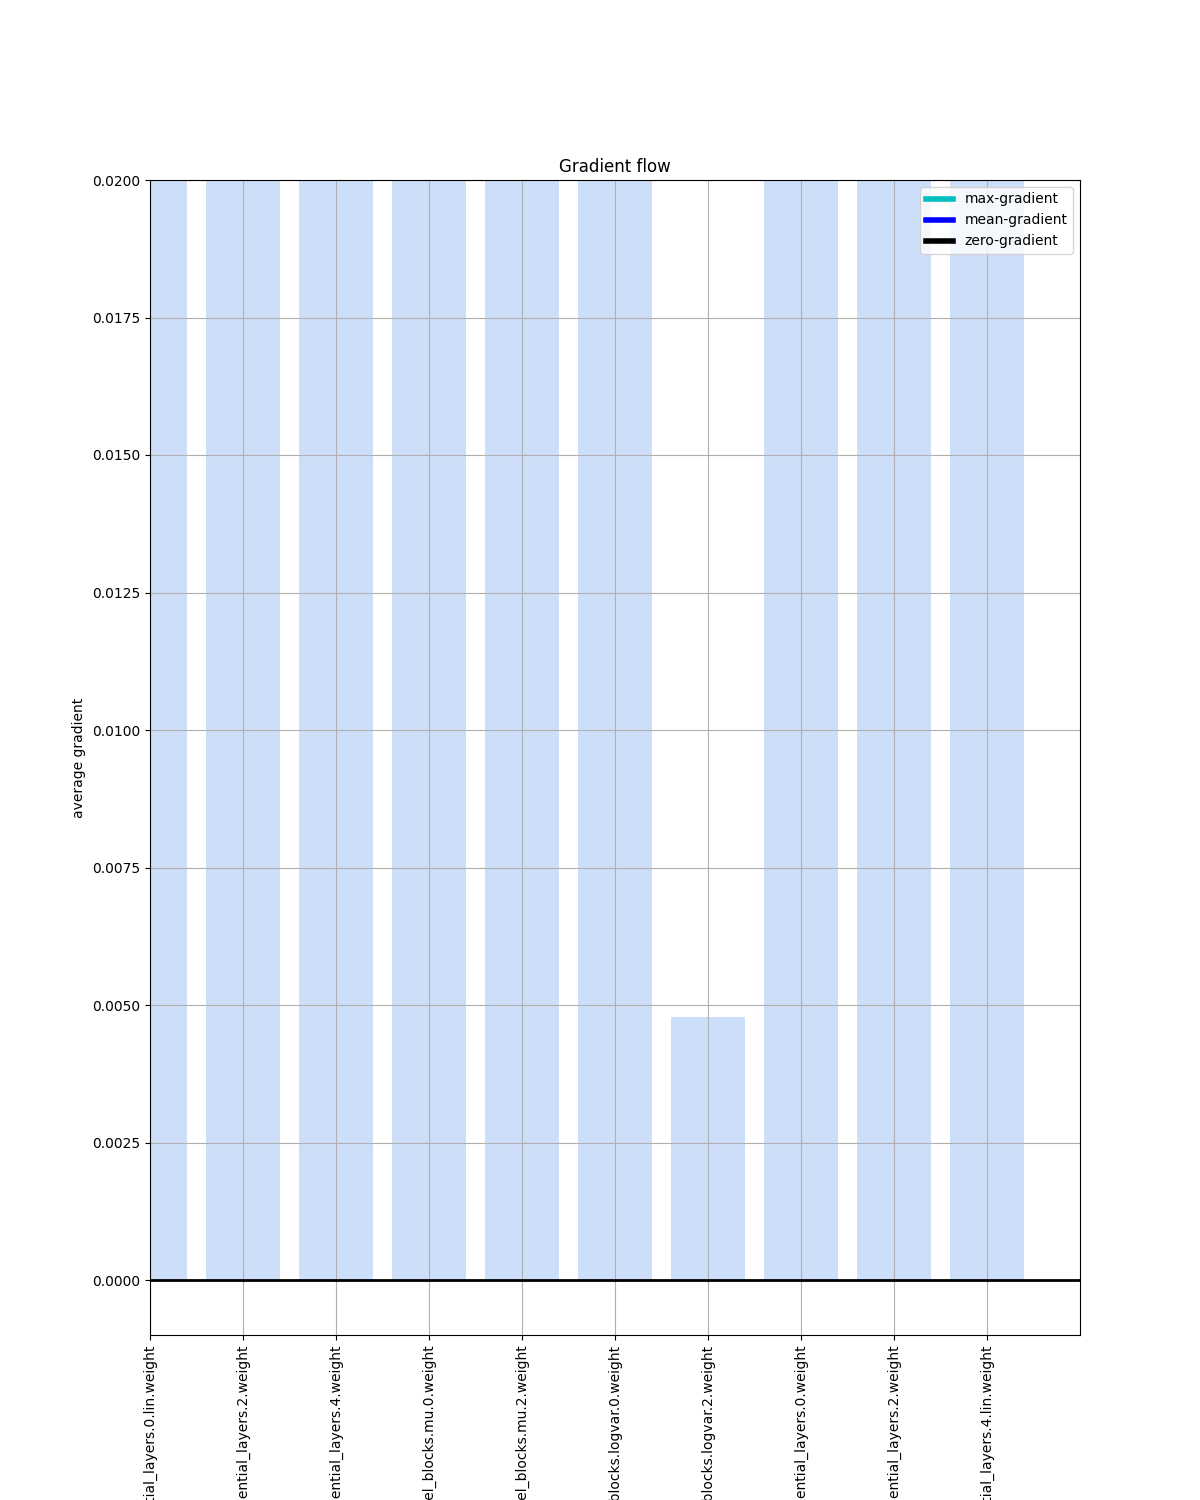 Gradient flow
max-gradient
mean-gradient
zero-gradient
0.0200
0.0175
0.0150
0.0125
0.0100
0.0075
0.0050
0.0025
0.0000
average gradient
tial_layers.0.lin.weight
ential_layers.2.weight
ential_layers.4.weight
el_blocks.mu.0.weight
el_blocks.mu.2.weight
blocks.logvar.0.weight
blocks.logvar.2.weight
ential_layers.0.weight
ential_layers.2.weight
tial_layers.4.lin.weight